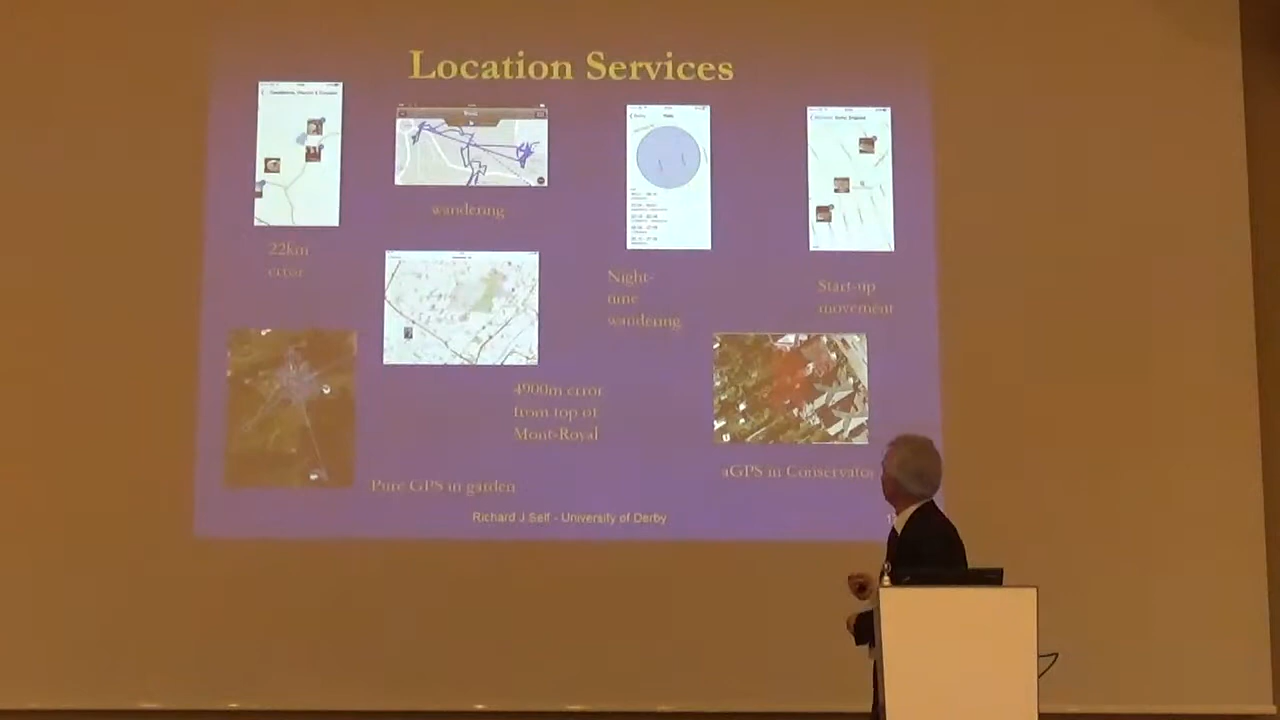 Location Services
wandering
22km
error
Night-
time
wandering
Start-up
movement
4900m error
from top of
Mont-Royal
aGPS in Conservato
Pure GPS in garden
Richard J Self - University of Derby